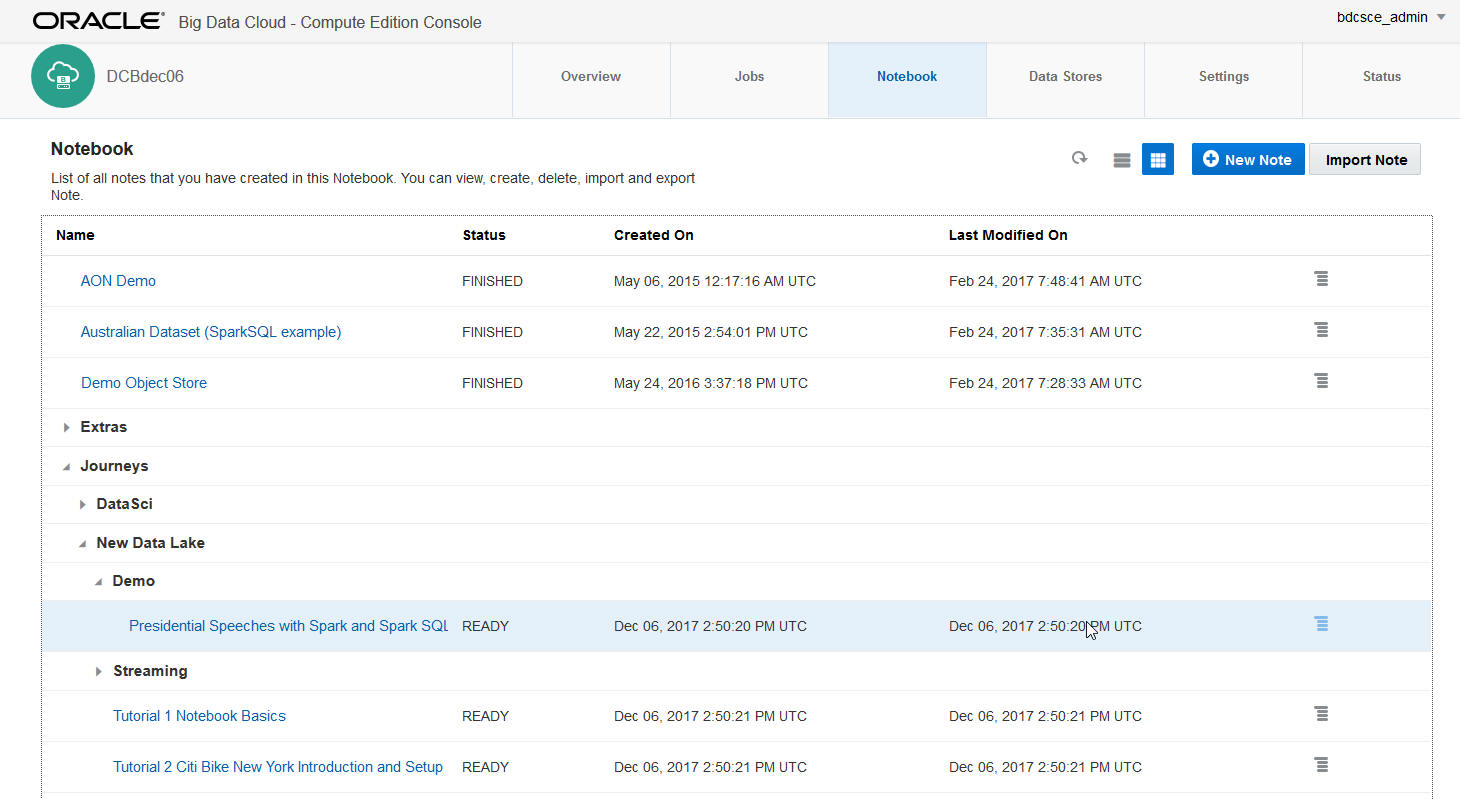 ORACLE® Big Data Cloud - Compute Edition Console
bdcsce_admin
DCBdec06
Overview
Jobs
Notebook
Data Stores
Settings
Status
Notebook
List of all notes that you have created in this Notebook. You can view, create, delete, import and export
Note.
New Note
Import Note
Name Status Created On Last Modified On
AON Demo FINISHED May 06, 2015 12:17:16 AM UTC Feb 24, 2017 7:48:41 AM UTC
Australian Dataset (SparkSQL example) FINISHED May 22, 2015 2:54:01 PM UTC Feb 24, 2017 7:35:31 AM UTC
Demo Object Store FINISHED May 24, 2016 3:37:18 PM UTC Feb 24, 2017 7:28:33 AM UTC
Extras
Journeys
DataSci
New Data Lake
Demo
Presidential Speeches with Spark and Spark SQL READY Dec 06, 2017 2:50:20 PM UTC Dec 06, 2017 2:50:20 PM UTC
Streaming
Tutorial 1 Notebook Basics READY Dec 06, 2017 2:50:21 PM UTC Dec 06, 2017 2:50:21 PM UTC
Tutorial 2 Citi Bike New York Introduction and Setup READY Dec 06, 2017 2:50:21 PM UTC Dec 06, 2017 2:50:21 PM UTC